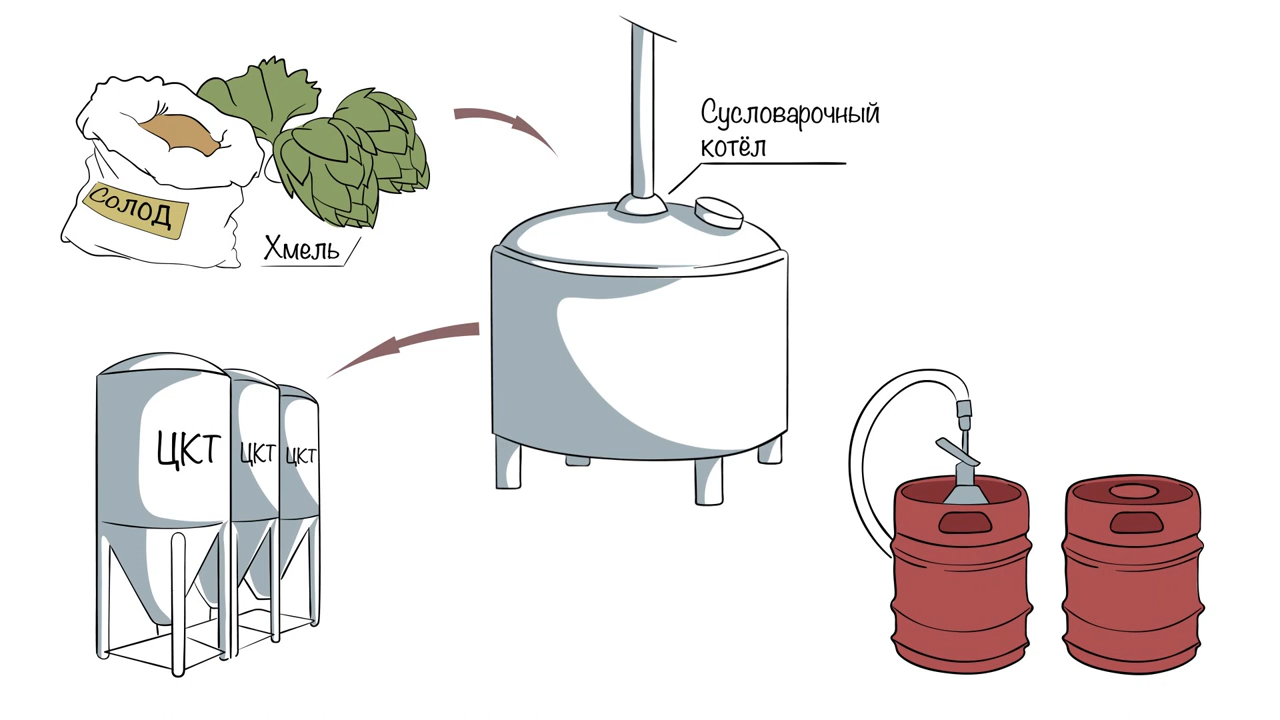 Солод
Хмель
Сусловарочный
котёл
ЦКТ
ЦКТ
ЦКТ